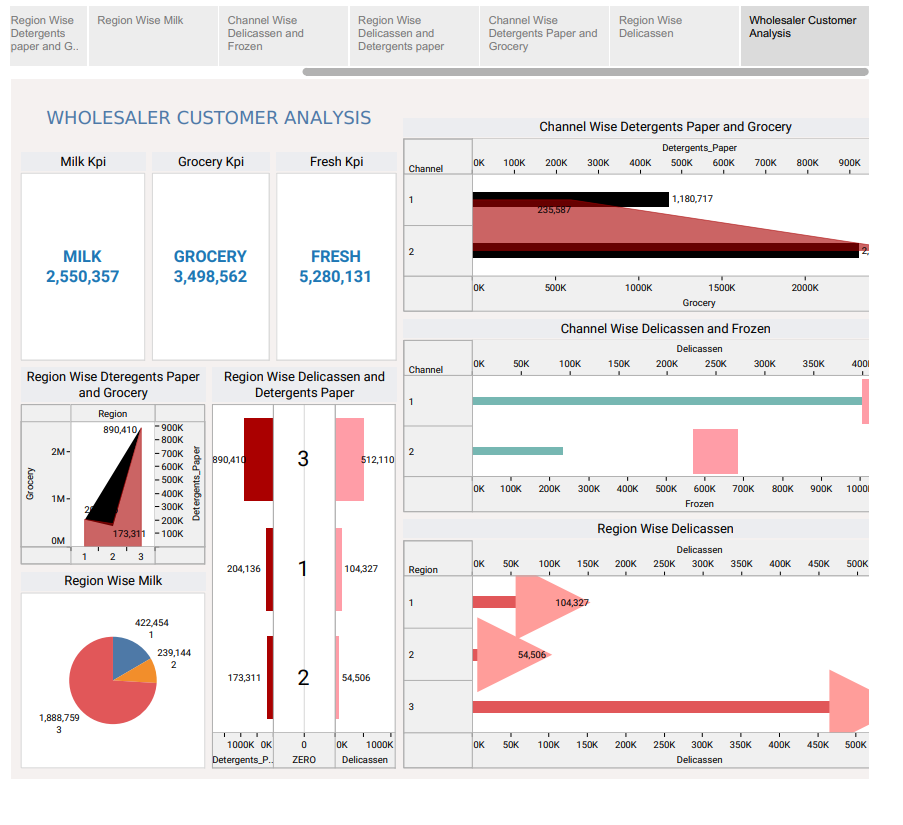 Region Wise
Detergents
paper and G..
Region Wise Milk
Channel Wise
Delicassen and
Frozen
Region Wise
Delicassen and
Detergents paper
Channel Wise
Detergents Paper and
Grocery
Region Wise
Delicassen
Wholesaler Customer
Analysis
WHOLESALER CUSTOMER ANALYSIS
Milk Kpi
Grocery Kpi
Fresh Kpi
MILK
2,550,357
GROCERY
3,498,562
FRESH
5,280,131
Channel Wise Detergents Paper and Grocery
Detergents_Paper
Channel
0K 100K 200K 300K 400K 500K 600K 700K 800K 900K
1
1,180,717
235,587
2
2,
0K 500K 1000K 1500K 2000K
Grocery
Channel Wise Delicassen and Frozen
Delicassen
Channel
0K 50K 100K 150K 200K 250K 300K 350K 400
1
2
0K 100K 200K 300K 400K 500K 600K 700K 800K 900K 1000
Frozen
Region Wise Delicassen
Delicassen
Region
0K 50K 100K 150K 200K 250K 300K 350K 400K 450K 500K
1
104,327
2
54,506
3
0K 50K 100K 150K 200K 250K 300K 350K 400K 450K 500K
Delicassen
Region Wise Dteregents Paper
and Grocery
Region
890,410
173,311
Grocery
2M
1M
0M
900K
800K
700K
600K
500K
400K
300K
200K
100K
Detergents_Paper
1 2 3
Region Wise Milk
422,454
1
239,144
2
1,888,759
3
Region Wise Delicassen and
Detergents Paper
890,410 3 512,110
204,136 1 104,327
173,311 2 54,506
1000K 0K 0 0K 1000K
Detergents_P.. ZERO Delicassen